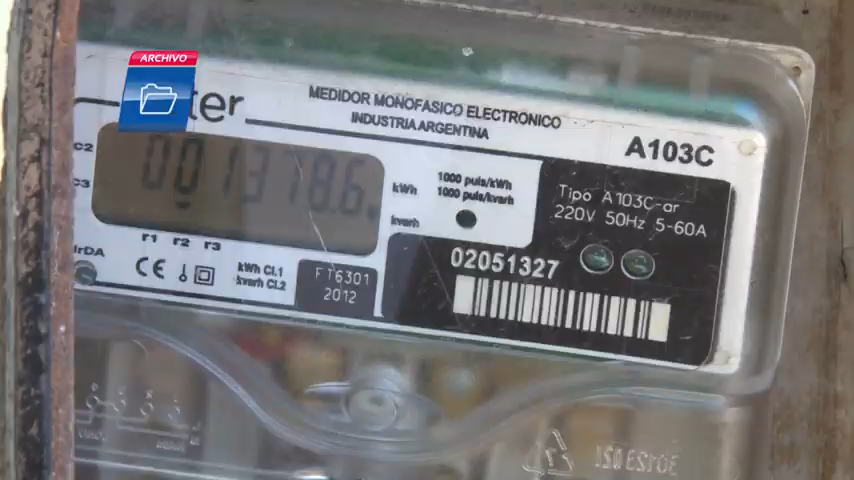 ARCHIVO
ter
MEDIDOR MONOFASICO ELECTRONICO
INDUSTRIA ARGENTINA
A103C
C2
C3
001378.6
kWh
kvarh
1000 puls/kWh
1000 puls/kvarh
Tipo A103C-ar
220V 50Hz 5-60A
r1 r2 r3
IrDA
CE
kWh Cl.1
kvarh Cl.2
FT6301
2012
02051327